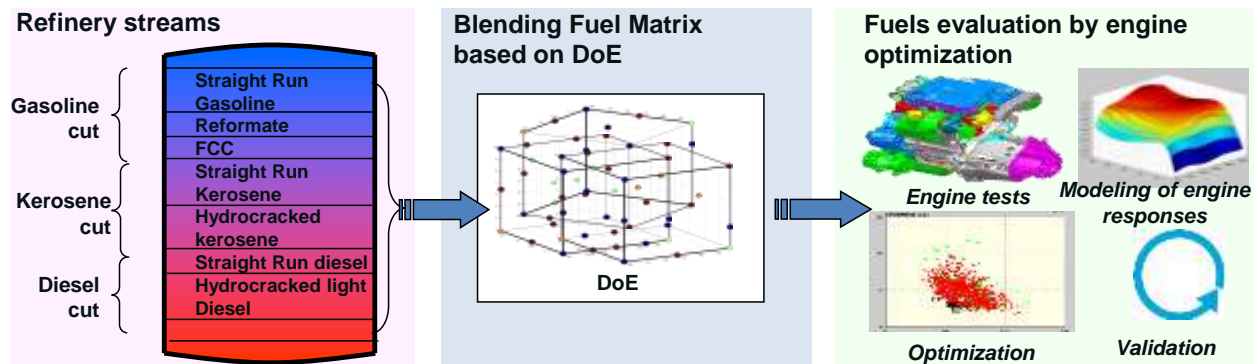 Refinery streams
Gasoline
cut
Kerosene
cut
Diesel
cut
Straight Run
Gasoline
Reformate
FCC
Straight Run
Kerosene
Hydrocracked
kerosene
Straight Run diesel
Hydrocracked light
Diesel
Blending Fuel Matrix
based on DoE
DoE
Fuels evaluation by engine
optimization
Engine tests
Modeling of engine
responses
Optimization
Validation